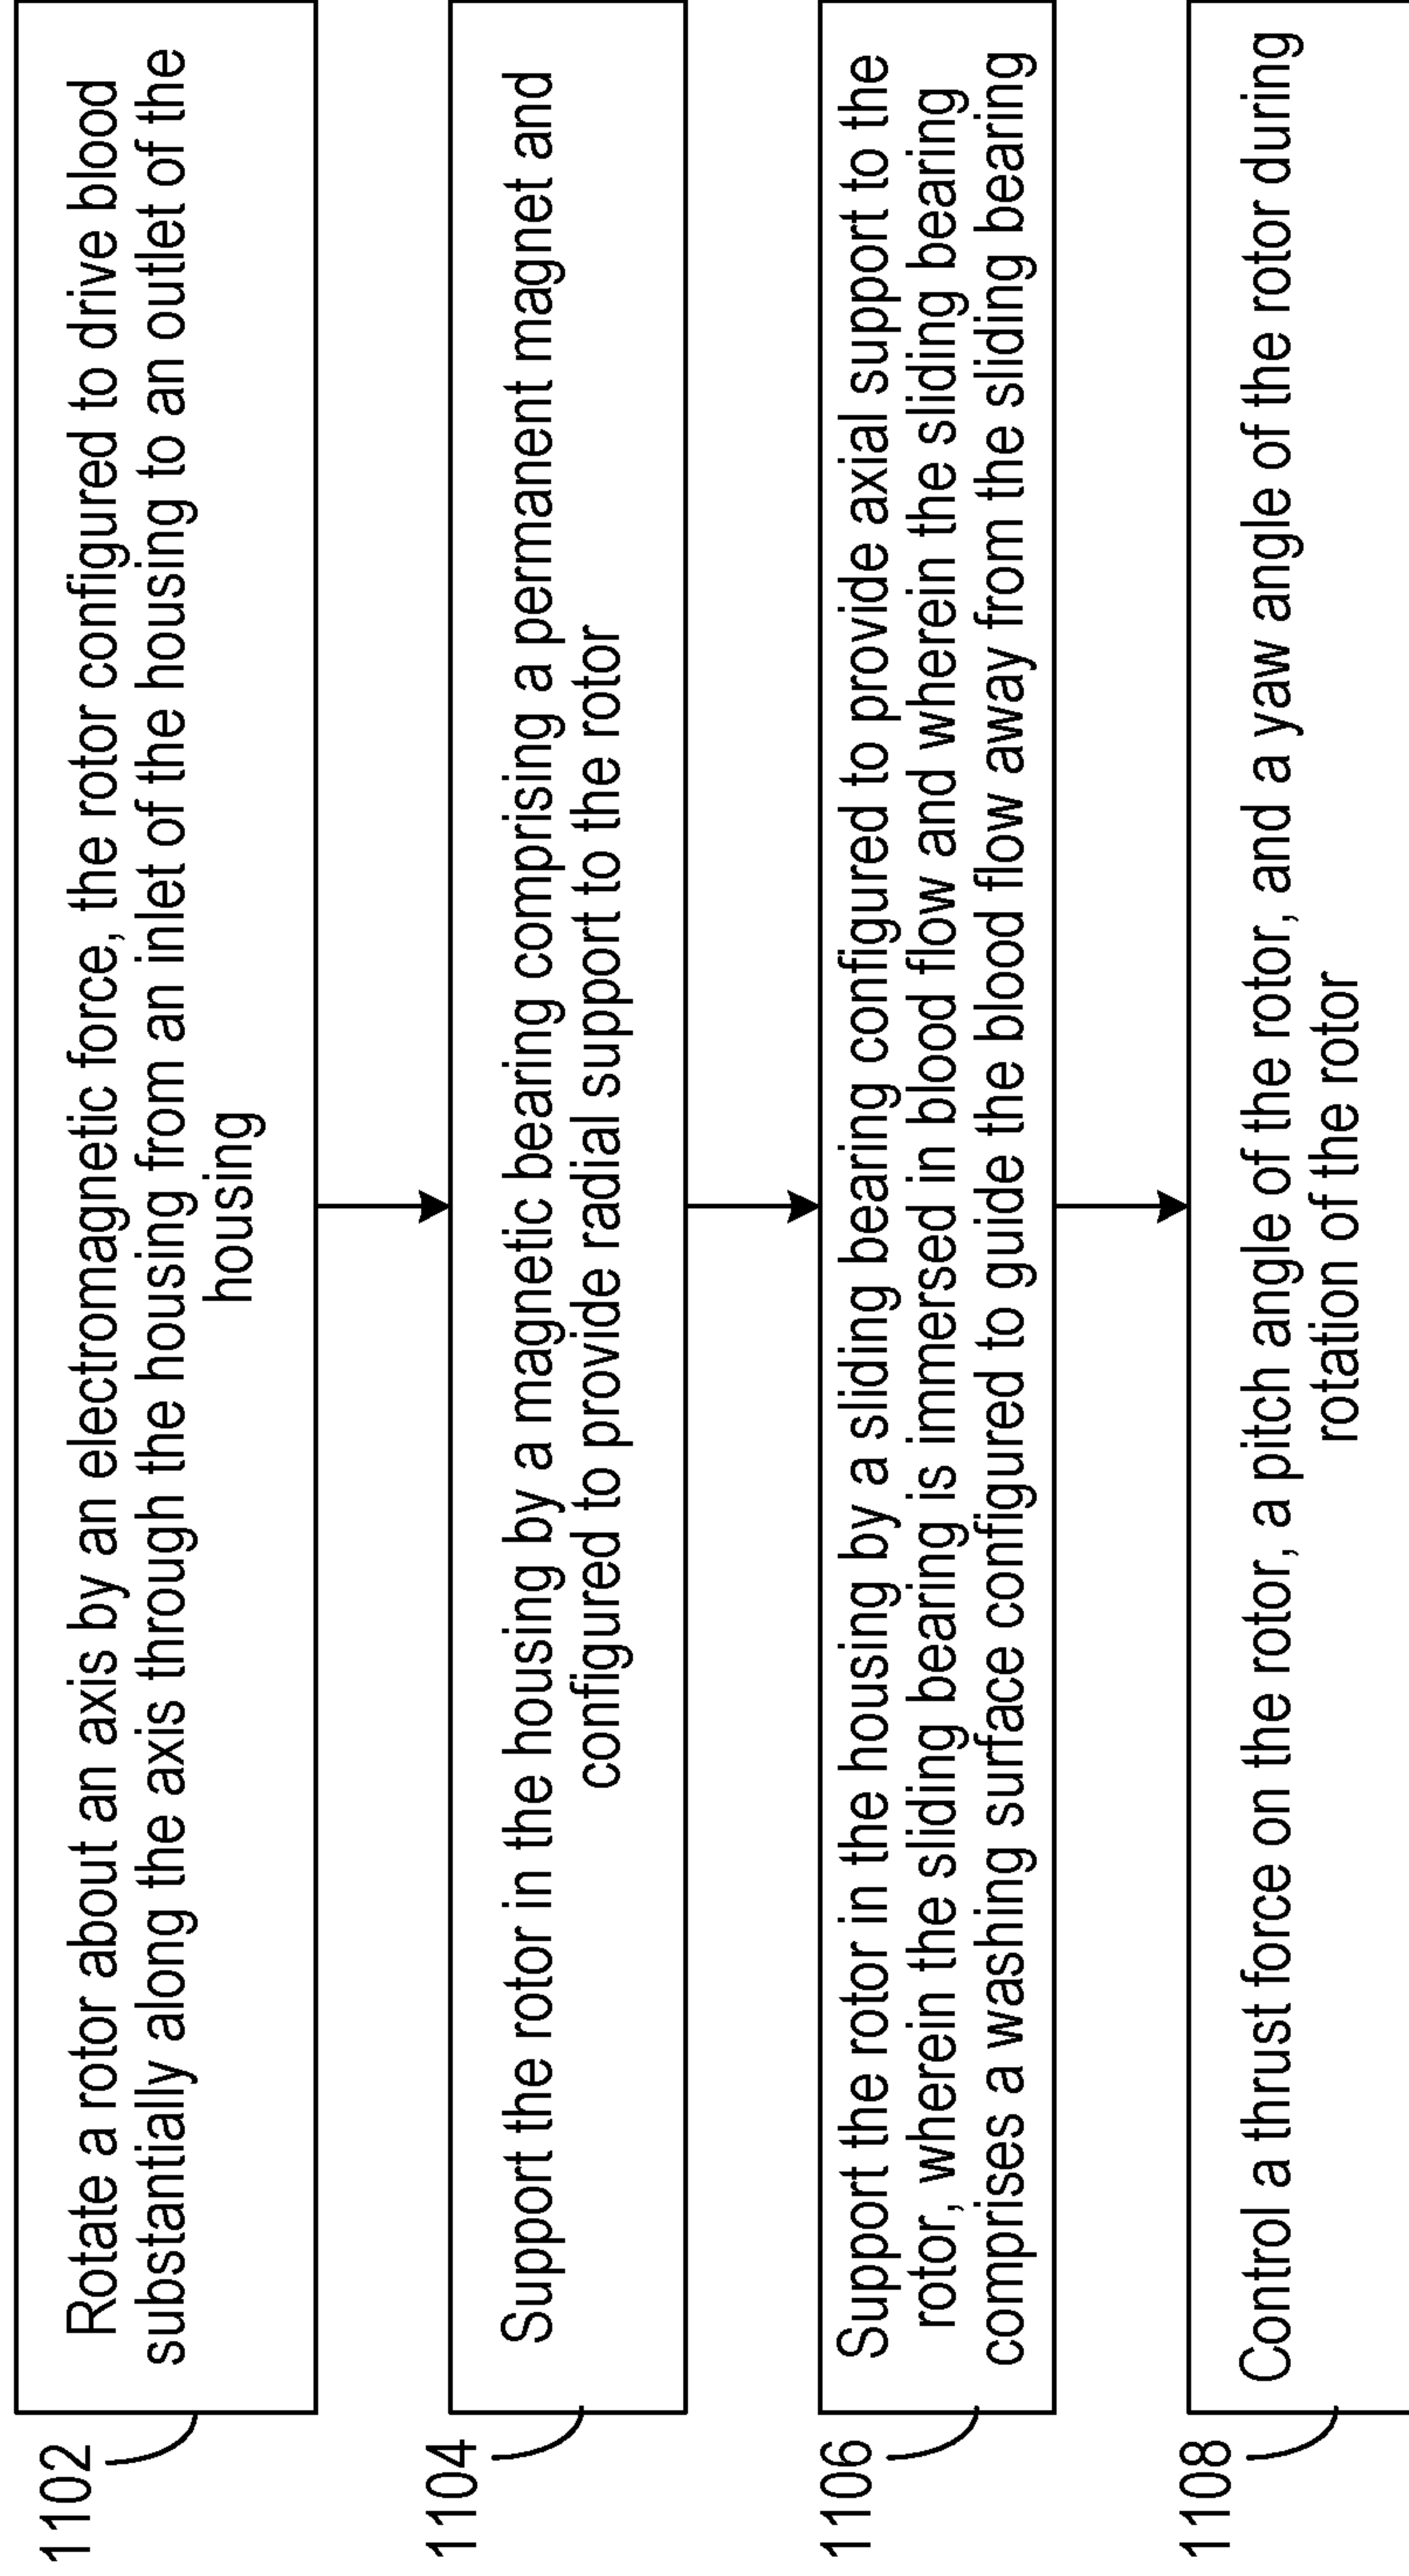 1102
Rotate a rotor about an axis by an electromagnetic force, the rotor configured to drive blood
substantially along the axis through the housing from an inlet of the housing to an outlet of the
housing
1104
Support the rotor in the housing by a magnetic bearing comprising a permanent magnet and
configured to provide radial support to the rotor
1106
Support the rotor in the housing by a sliding bearing configured to provide axial support to the
rotor, wherein the sliding bearing is immersed in blood flow and wherein the sliding bearing
comprises a washing surface configured to guide the blood flow away from the sliding bearing
1108
Control a thrust force on the rotor, a pitch angle of the rotor, and a yaw angle of the rotor during
rotation of the rotor